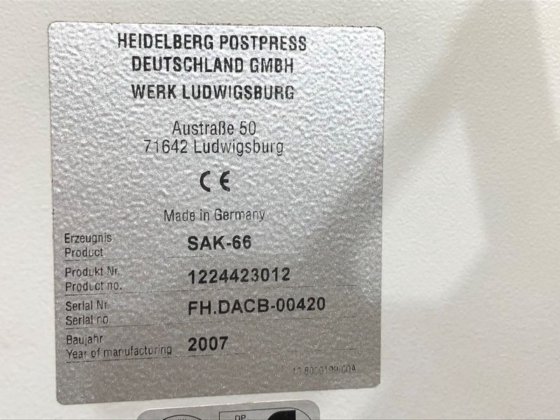 HEIDELBERG POSTPRESS
DEUTSCHLAND GMBH
WERK LUDWIGSBURG
Austraße 50
71642 Ludwigsburg
CE
Made in Germany
Erzeugnis
Product SAK-66
Produkt Nr.
Product no. 1224423012
Serial Nr
Serial no FH.DACB-00420
Baujahr
Year of manufacturing 2007
DP